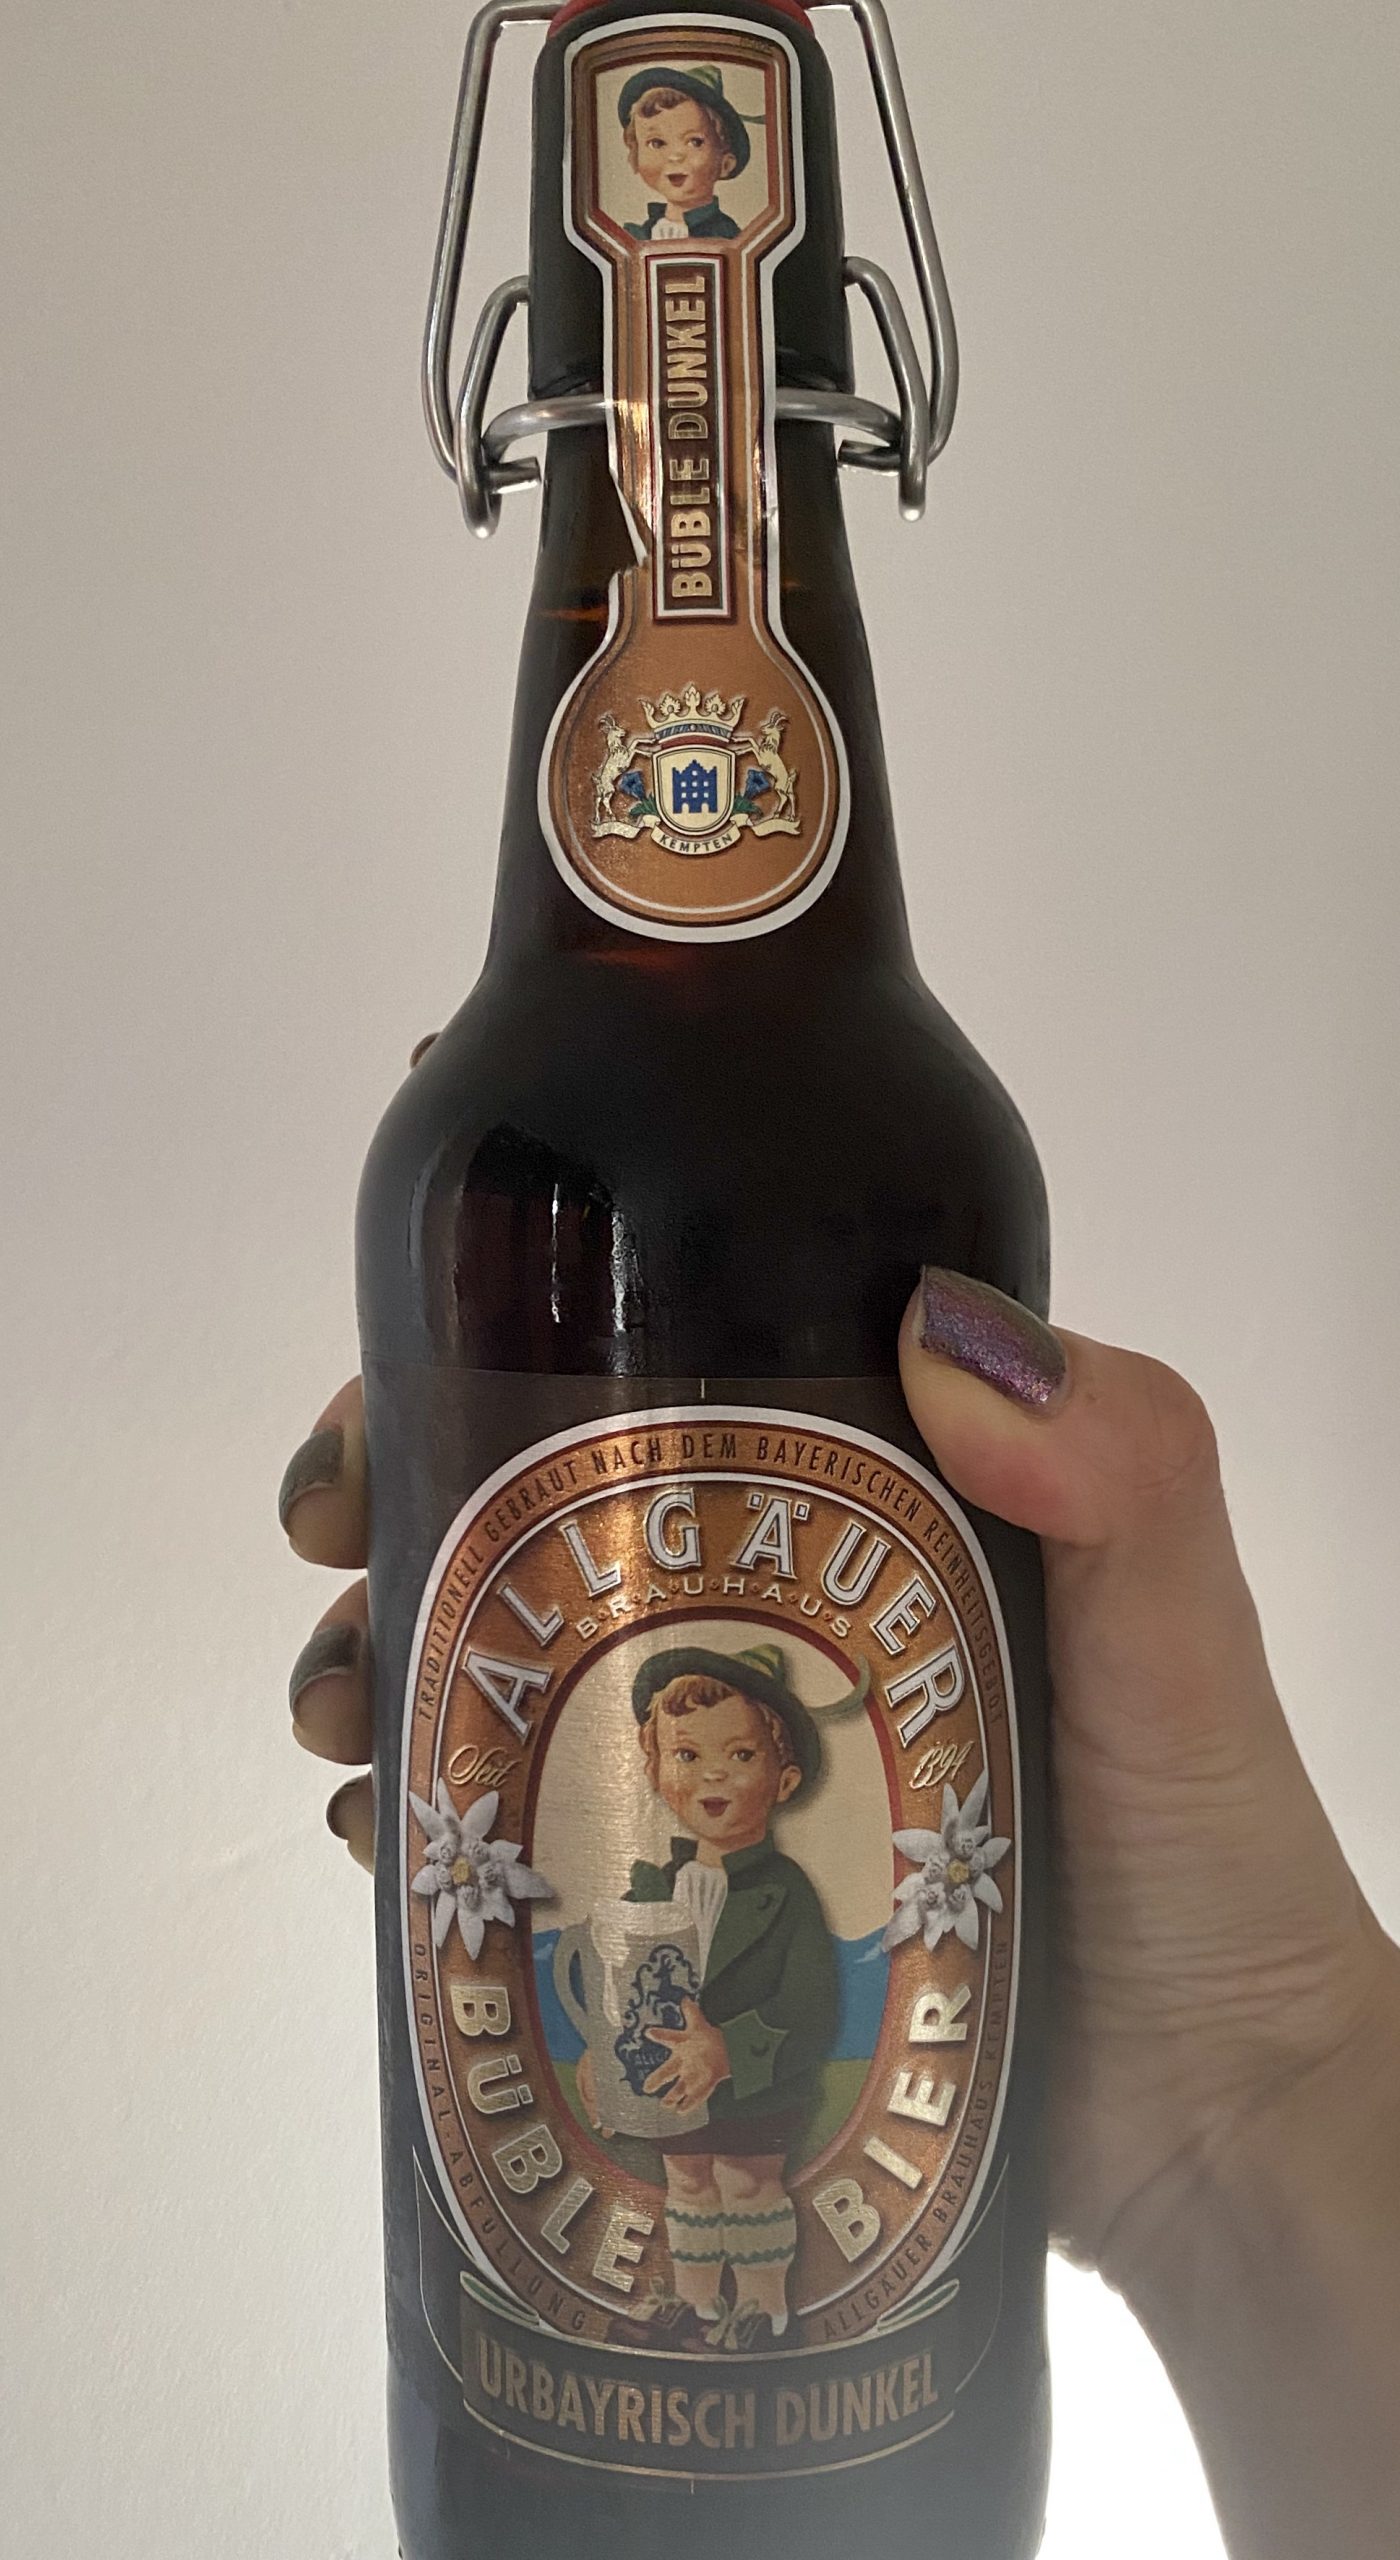 BÜBLE DUNKEL
KEMPTEN
TRADITIONELL GEBRAUT NACH DEM BAYERISCHEN REINHEITSGEBOT
ALLGÄUER
B·R·A·U·H·A·U·S
Seit 1394
BÜBLE BIER
ORIGINAL-ABFÜLLUNG ALLGÄUER BRAUHAUS KEMPTEN
URBAYRISCH DUNKEL